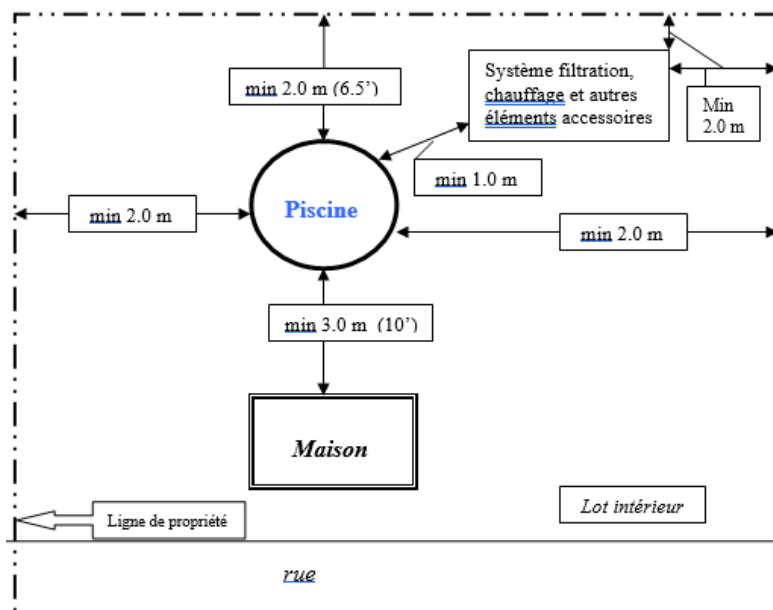 min 2.0 m (6.5’)
Système filtration,
chauffage et autres
éléments accessoires
Min
2.0 m
min 1.0 m
min 2.0 m
Piscine
min 2.0 m
min 3.0 m (10’)
Maison
Lot intérieur
Ligne de propriété
rue